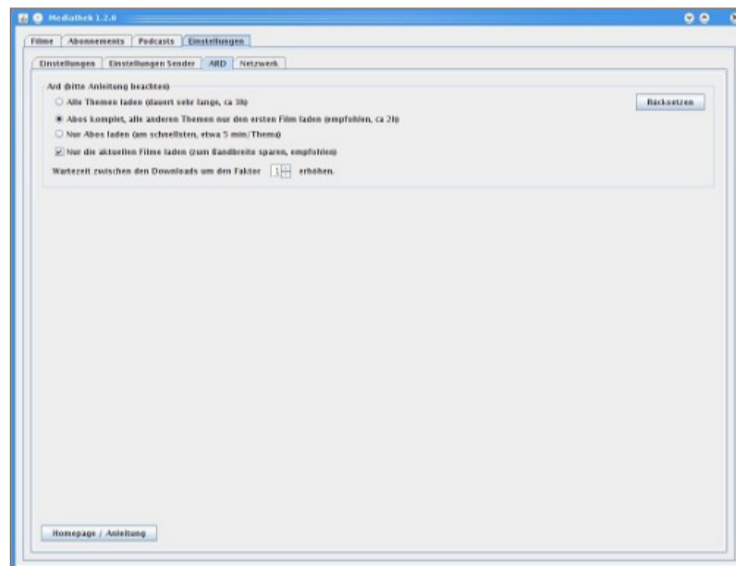 Mediathek 1.2.0
Filme Abonnements Podcasts Einstellungen
Einstellungen Einstellungen Sender ARD Netzwerk
Ard (bitte Anleitung beachten)
Alle Themen laden (dauert sehr lange, ca 3h)
Rücksetzen
Abos komplet, alle anderen Themen nur den ersten Film laden (empfohlen, ca 2h)
Nur Abos laden (am schnellsten, etwa 5 min/Thema)
Nur die aktuellen Filme laden (zum Bandbreite sparen, empfohlen)
Wartezeit zwischen den Downloads um den Faktor 1 erhöhen.
Homepage / Anleitung